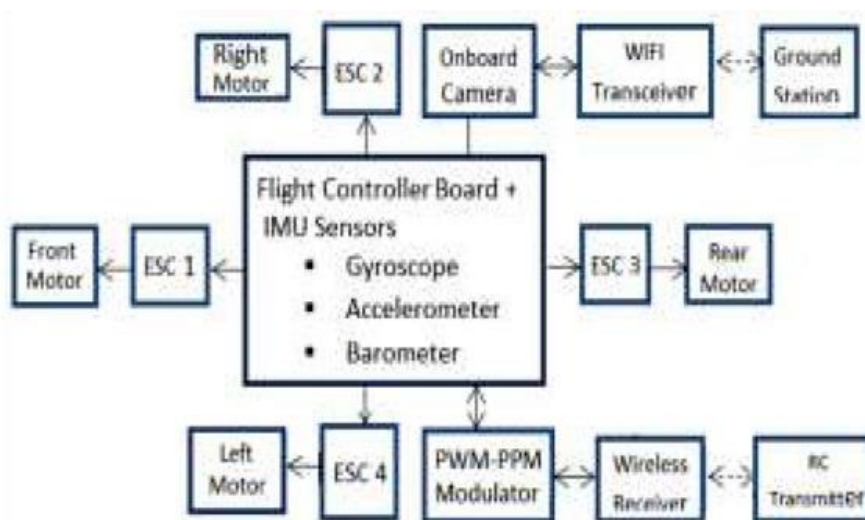 Right
Motor
ESC 2
Onboard
Camera
WIFI
Transceiver
Ground
Station
Flight Controller Board +
IMU Sensors
▪ Gyroscope
▪ Accelerometer
▪ Barometer
Front
Motor
ESC 1
ESC 3
Rear
Motor
Left
Motor
ESC 4
PWM-PPM
Modulator
Wireless
Receiver
RC
Transmitter